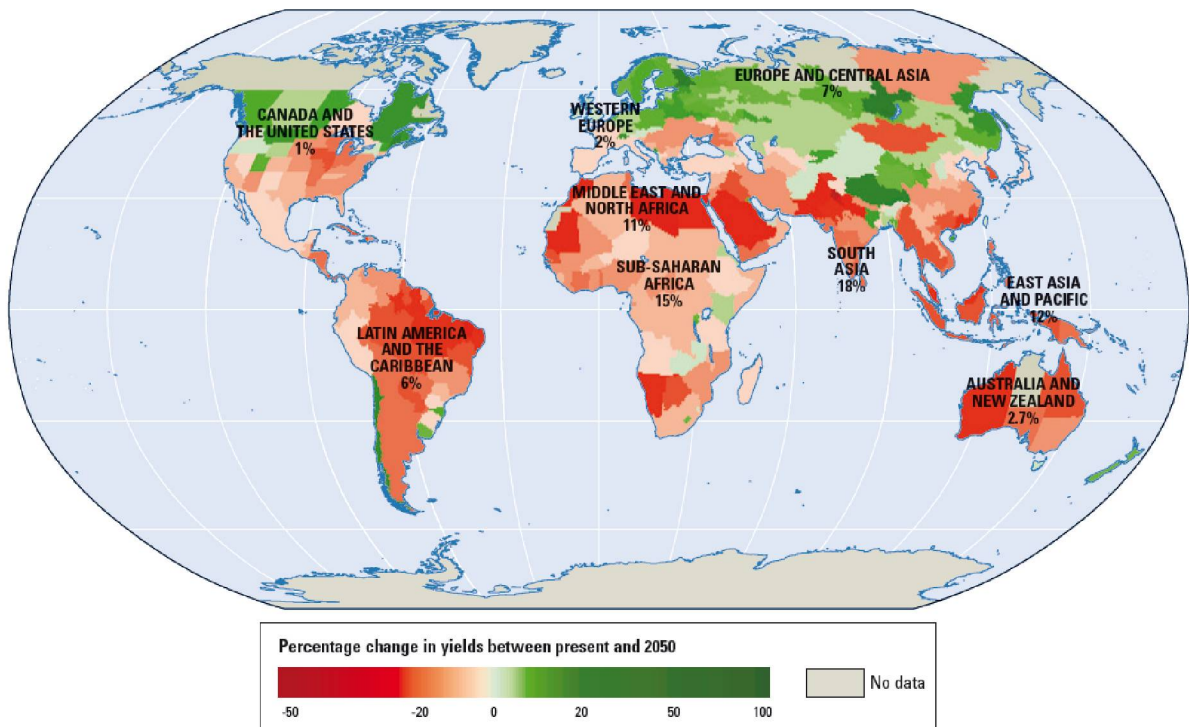 EUROPE AND CENTRAL ASIA
7%
CANADA AND
THE UNITED STATES
1%
WESTERN
EUROPE
2%
MIDDLE EAST AND
NORTH AFRICA
11%
SUB-SAHARAN
AFRICA
15%
SOUTH
ASIA
18%
EAST ASIA
AND PACIFIC
12%
LATIN AMERICA
AND THE
CARIBBEAN
6%
AUSTRALIA AND
NEW ZEALAND
2.7%
Percentage change in yields between present and 2050
No data
-50 -20 0 20 50 100